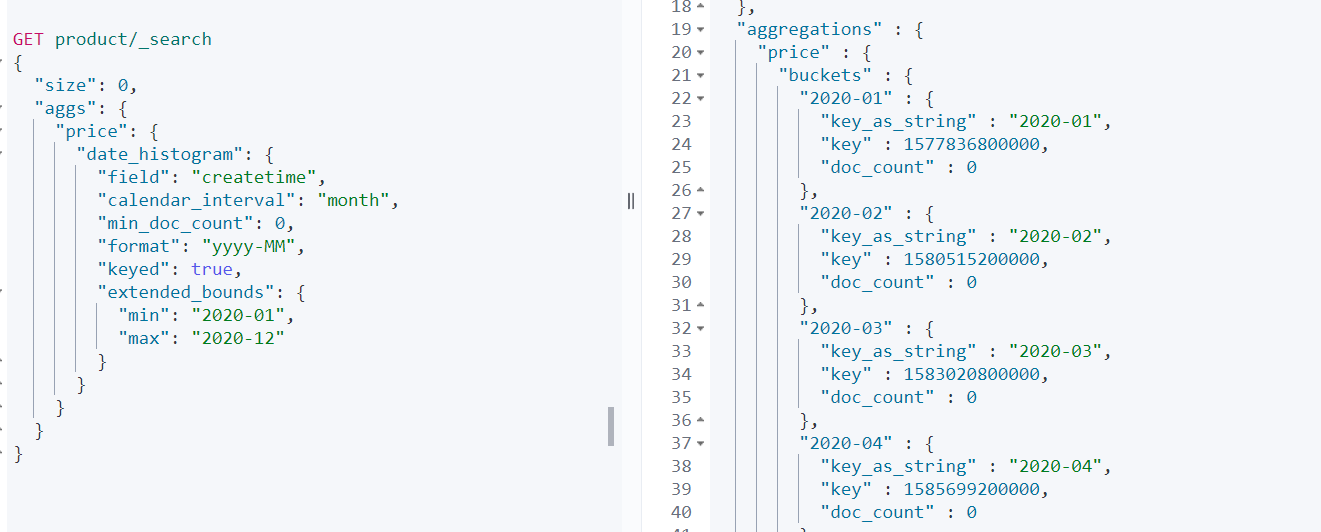 GET product/_search
{
"size": 0,
"aggs": {
"price": {
"date_histogram": {
"field": "createtime",
"calendar_interval": "month",
"min_doc_count": 0,
"format": "yyyy-MM",
"keyed": true,
"extended_bounds": {
"min": "2020-01",
"max": "2020-12"
}
}
}
}
}
18 },
19 "aggregations" : {
20 "price" : {
21 "buckets" : {
22 "2020-01" : {
23 "key_as_string" : "2020-01",
24 "key" : 1577836800000,
25 "doc_count" : 0
26 },
27 "2020-02" : {
28 "key_as_string" : "2020-02",
29 "key" : 1580515200000,
30 "doc_count" : 0
31 },
32 "2020-03" : {
33 "key_as_string" : "2020-03",
34 "key" : 1583020800000,
35 "doc_count" : 0
36 },
37 "2020-04" : {
38 "key_as_string" : "2020-04",
39 "key" : 1585699200000,
40 "doc_count" : 0